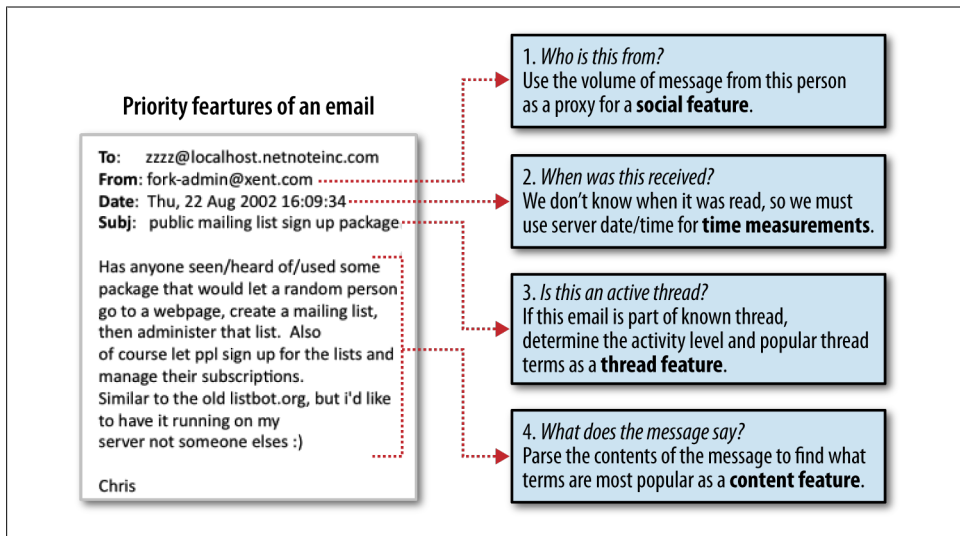 Priority feartures of an email
To: zzzz@localhost.netnoteinc.com
From: fork-admin@xent.com
Date: Thu, 22 Aug 2002 16:09:34
Subj: public mailing list sign up package
Has anyone seen/heard of/used some
package that would let a random person
go to a webpage, create a mailing list,
then administer that list. Also
of course let ppl sign up for the lists and
manage their subscriptions.
Similar to the old listbot.org, but i'd like
to have it running on my
server not someone elses :)
Chris
1. Who is this from?
Use the volume of message from this person
as a proxy for a social feature.
2. When was this received?
We don't know when it was read, so we must
use server date/time for time measurements.
3. Is this an active thread?
If this email is part of known thread,
determine the activity level and popular thread
terms as a thread feature.
4. What does the message say?
Parse the contents of the message to find what
terms are most popular as a content feature.